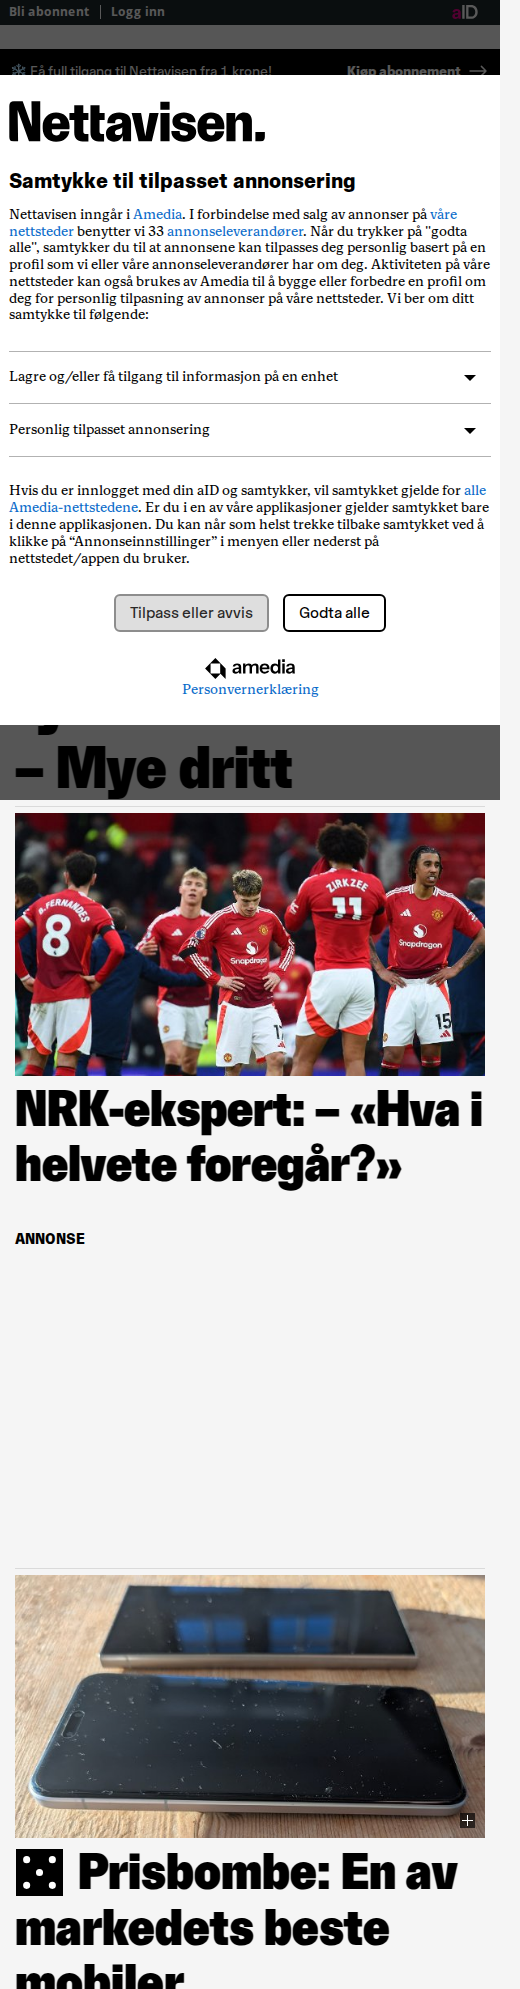 Bli abonnent | Logg inn
aID
Få full tilgang til Nettavisen fra 1 krone!
Kjøp abonnement →
Nettavisen.
Samtykke til tilpasset annonsering
Nettavisen inngår i Amedia. I forbindelse med salg av annonser på våre
nettsteder benytter vi 33 annonseleverandører. Når du trykker på "godta
alle", samtykker du til at annonsene kan tilpasses deg personlig basert på en
profil som vi eller våre annonseleverandører har om deg. Aktiviteten på våre
nettsteder kan også brukes av Amedia til å bygge eller forbedre en profil om
deg for personlig tilpasning av annonser på våre nettsteder. Vi ber om ditt
samtykke til følgende:
Lagre og/eller få tilgang til informasjon på en enhet
Personlig tilpasset annonsering
Hvis du er innlogget med din aID og samtykker, vil samtykket gjelde for alle
Amedia-nettstedene. Er du i en av våre applikasjoner gjelder samtykket bare
i denne applikasjonen. Du kan når som helst trekke tilbake samtykket ved å
klikke på “Annonseinnstillinger” i menyen eller nederst på
nettstedet/appen du bruker.
Tilpass eller avvis
Godta alle
amedia
Personvernerklæring
– Mye dritt
B.FERNANDES
8
ZIRKZEE
11
Snapdragon
Snapdragon
17
15
NRK-ekspert: – «Hva i
helvete foregår?»
ANNONSE
Prisbombe: En av
markedets beste
mobiler